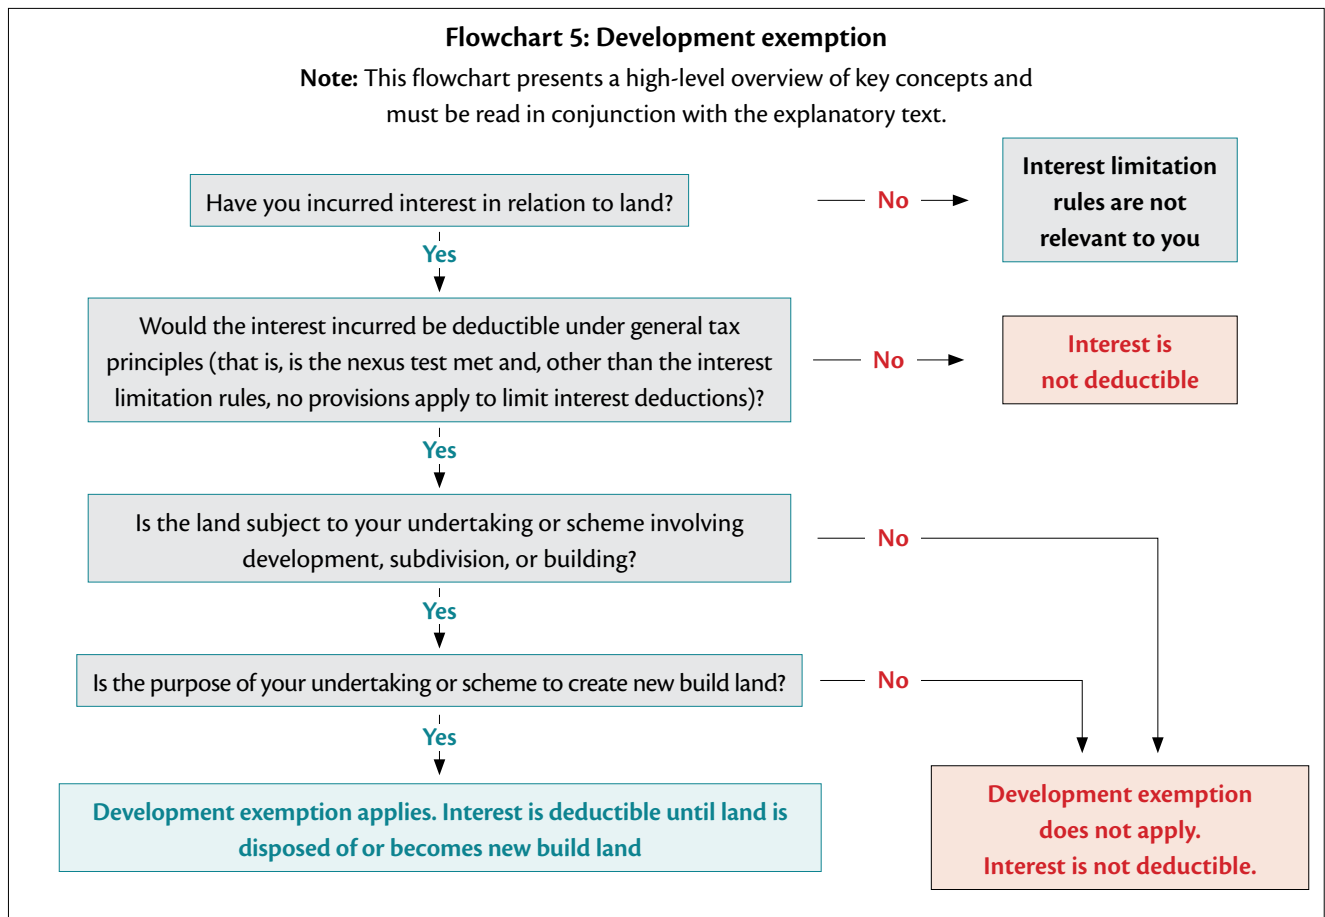 Flowchart 5: Development exemption
Note: This flowchart presents a high-level overview of key concepts and
must be read in conjunction with the explanatory text.
Have you incurred interest in relation to land?
No
Interest limitation
rules are not
relevant to you
Yes
Would the interest incurred be deductible under general tax
principles (that is, is the nexus test met and, other than the interest
limitation rules, no provisions apply to limit interest deductions)?
No
Interest is
not deductible
Yes
Is the land subject to your undertaking or scheme involving
development, subdivision, or building?
No
Yes
Is the purpose of your undertaking or scheme to create new build land?
No
Yes
Development exemption applies. Interest is deductible until land is
disposed of or becomes new build land
Development exemption
does not apply.
Interest is not deductible.